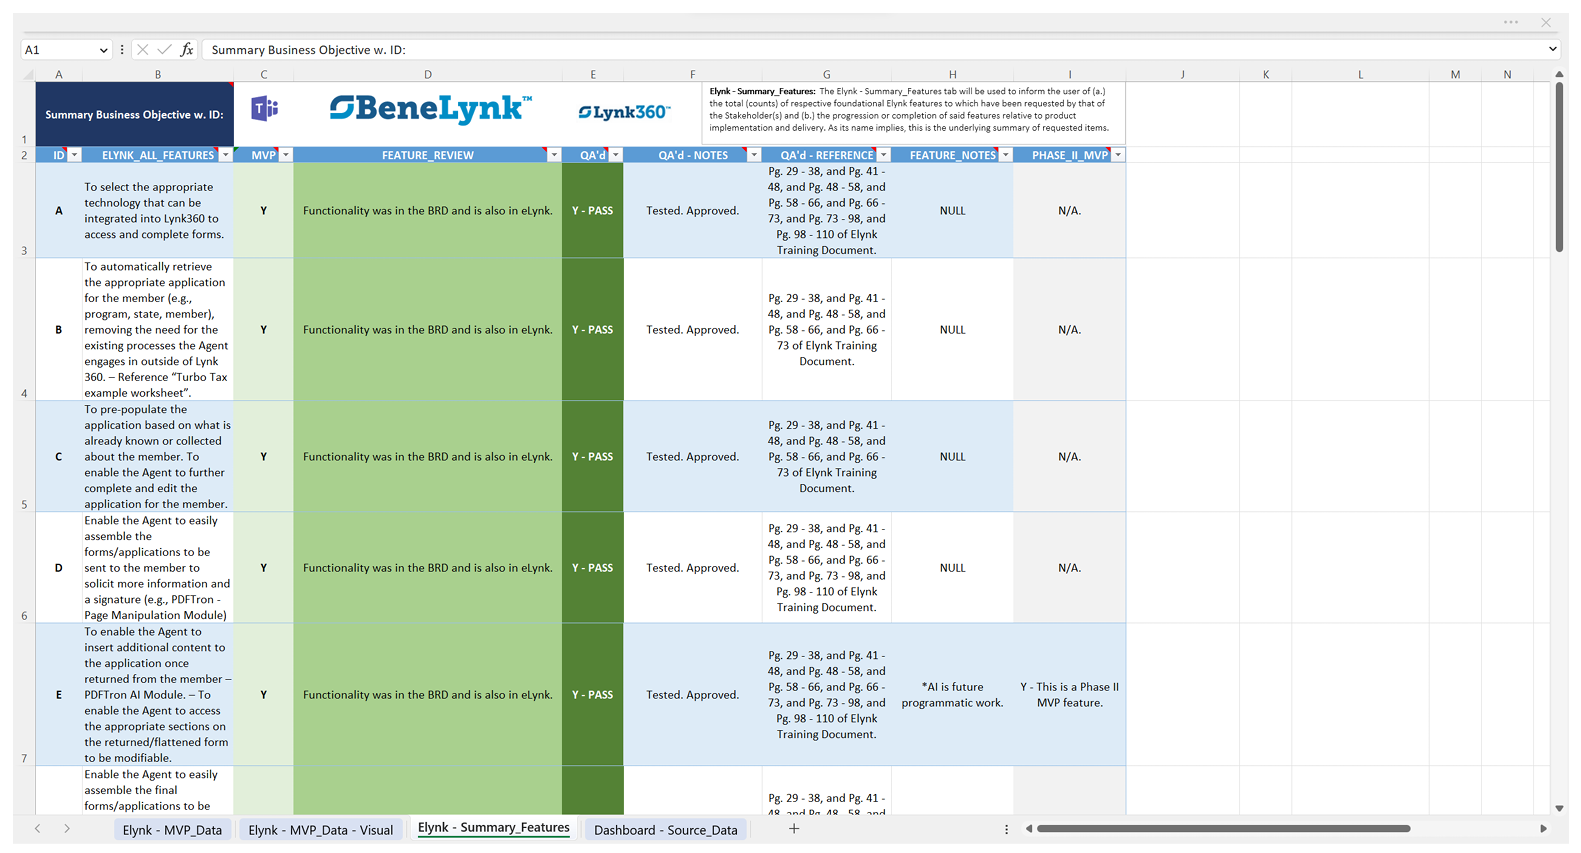 A1
fx
Summary Business Objective w. ID:
A B C D E F G H I J K L M N
1
Summary Business Objective w. ID:
BeneLynk™
Lynk360™
Elynk - Summary_Features: The Elynk - Summary_Features tab will be used to inform the user of (a.)
the total (counts) of respective foundational Elynk features to which have been requested by that of
the Stakeholder(s) and (b.) the progression or completion of said features relative to product
implementation and delivery. As its name implies, this is the underlying summary of requested items.
2
ID ELYNK_ALL_FEATURES MVP FEATURE_REVIEW QA'd QA'd - NOTES QA'd - REFERENCE FEATURE_NOTES PHASE_II_MVP
3
A
To select the appropriate
technology that can be
integrated into Lynk360 to
access and complete forms.
Y
Functionality was in the BRD and is also in eLynk.
Y - PASS
Tested. Approved.
Pg. 29 - 38, and Pg. 41 -
48, and Pg. 48 - 58, and
Pg. 58 - 66, and Pg. 66 -
73, and Pg. 73 - 98, and
Pg. 98 - 110 of Elynk
Training Document.
NULL
N/A.
4
B
To automatically retrieve
the appropriate application
for the member (e.g.,
program, state, member),
removing the need for the
existing processes the Agent
engages in outside of Lynk
360. – Reference “Turbo Tax
example worksheet”.
Y
Functionality was in the BRD and is also in eLynk.
Y - PASS
Tested. Approved.
Pg. 29 - 38, and Pg. 41 -
48, and Pg. 48 - 58, and
Pg. 58 - 66, and Pg. 66 -
73 of Elynk Training
Document.
NULL
N/A.
5
C
To pre-populate the
application based on what is
already known or collected
about the member. To
enable the Agent to further
complete and edit the
application for the member.
Y
Functionality was in the BRD and is also in eLynk.
Y - PASS
Tested. Approved.
Pg. 29 - 38, and Pg. 41 -
48, and Pg. 48 - 58, and
Pg. 58 - 66, and Pg. 66 -
73 of Elynk Training
Document.
NULL
N/A.
6
D
Enable the Agent to easily
assemble the
forms/applications to be
sent to the member to
solicit more information and
a signature (e.g., PDFTron -
Page Manipulation Module)
Y
Functionality was in the BRD and is also in eLynk.
Y - PASS
Tested. Approved.
Pg. 29 - 38, and Pg. 41 -
48, and Pg. 48 - 58, and
Pg. 58 - 66, and Pg. 66 -
73, and Pg. 73 - 98, and
Pg. 98 - 110 of Elynk
Training Document.
NULL
N/A.
7
E
To enable the Agent to
insert additional content to
the application once
returned from the member –
PDFTron AI Module. – To
enable the Agent to access
the appropriate sections on
the returned/flattened form
to be modifiable.
Y
Functionality was in the BRD and is also in eLynk.
Y - PASS
Tested. Approved.
Pg. 29 - 38, and Pg. 41 -
48, and Pg. 48 - 58, and
Pg. 58 - 66, and Pg. 66 -
73, and Pg. 73 - 98, and
Pg. 98 - 110 of Elynk
Training Document.
*AI is future
programmatic work.
Y - This is a Phase II
MVP feature.
Enable the Agent to easily
assemble the final
forms/applications to be
Pg. 29 - 38, and Pg. 41 -
48, and Pg. 48 - 58, and
Elynk - MVP_Data
Elynk - MVP_Data - Visual
Elynk - Summary_Features
Dashboard - Source_Data